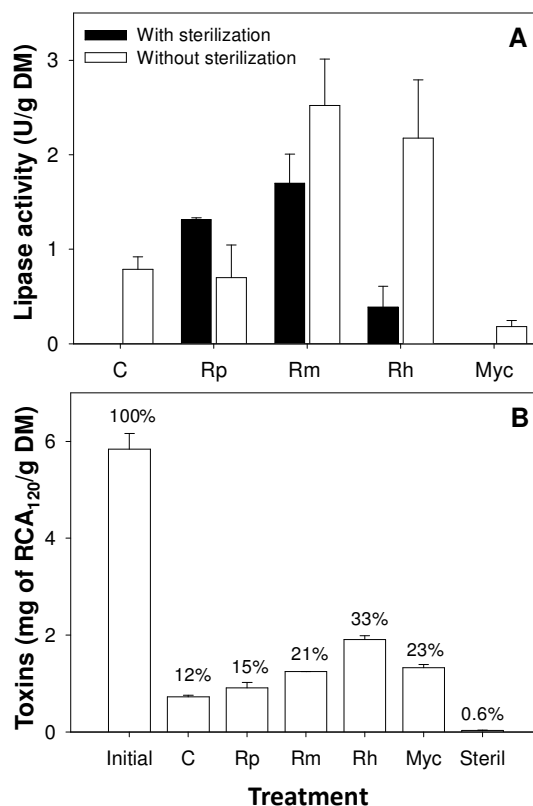 With sterilization
Without sterilization
A
Lipase activity (U/g DM)
3
2
1
0
C Rp Rm Rh Myc
B
Toxins (mg of RCA120/g DM)
6
4
2
0
100%
12%
15%
21%
33%
23%
0.6%
Initial C Rp Rm Rh Myc Steril
Treatment